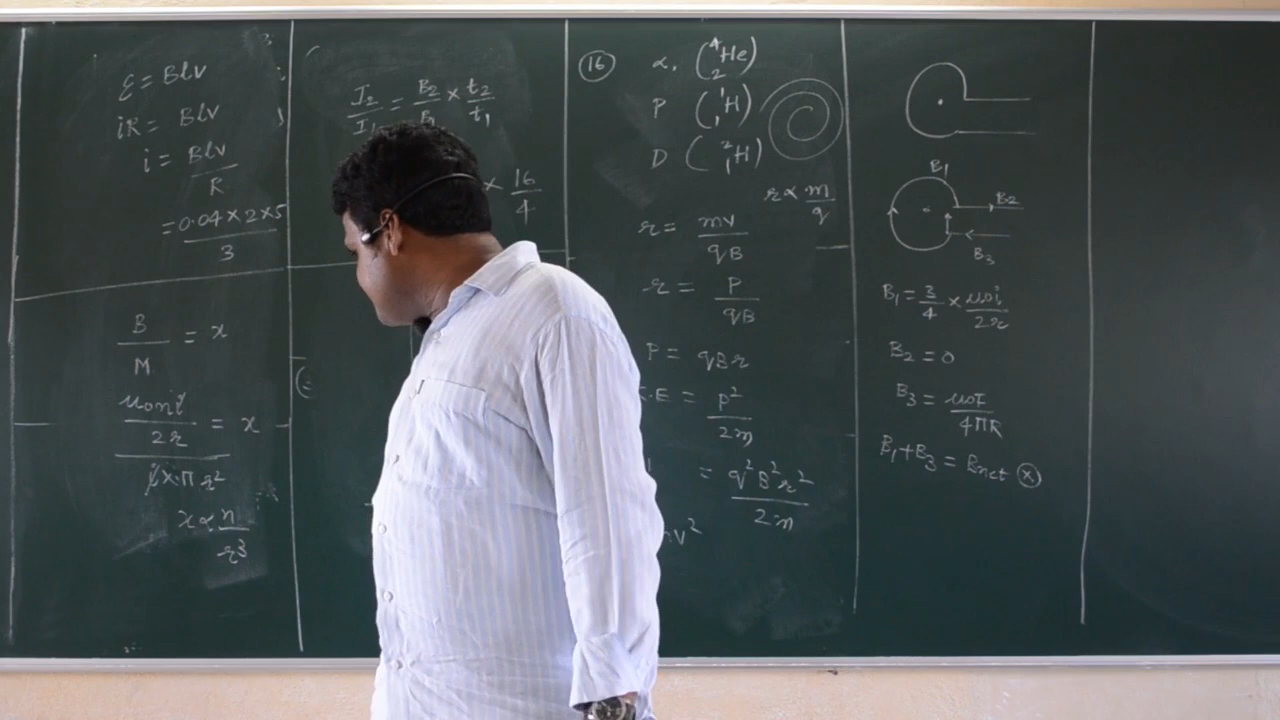 ε = Blv
iR = Blv
i = Blv / R
= 0.04 × 2 × 5 / 3
B / M = x
μ₀ni / 2r / i × π r² = x
x ∝ n / r³
I₂ / I₁ = B₂ / B₁ × t₂ / t₁
× 16 / 4
(16) α, (⁴₂He)
P (¹₁H)
D (²₁H)
r ∝ m / q
r = mv / qB
r = P / qB
P = qBr
.E = P² / 2m
= q²B²r² / 2m
v²
B₁
B₂
B₃
B₁ = 3/4 × μ₀i / 2r
B₂ = 0
B₃ = μ₀I / 4πR
B₁ + B₃ = Bnet ⊗